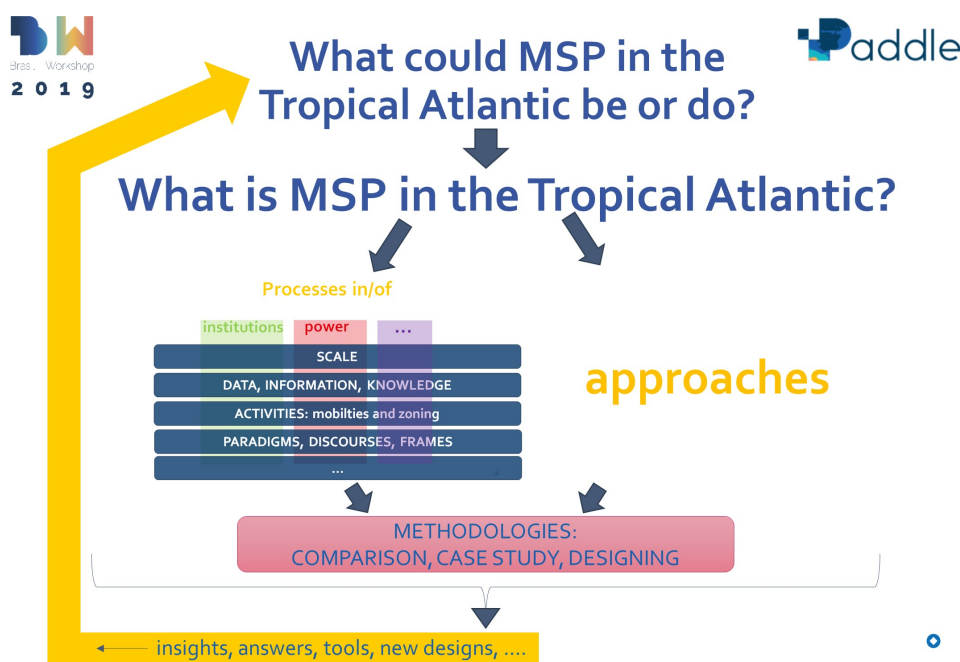 Bras.. Workshop
2 0 1 9
Paddle
What could MSP in the
Tropical Atlantic be or do?
What is MSP in the Tropical Atlantic?
Processes in/of
institutions power ...
SCALE
DATA, INFORMATION, KNOWLEDGE
ACTIVITIES: mobilties and zoning
PARADIGMS, DISCOURSES, FRAMES
...
approaches
METHODOLOGIES:
COMPARISON, CASE STUDY, DESIGNING
insights, answers, tools, new designs, ....